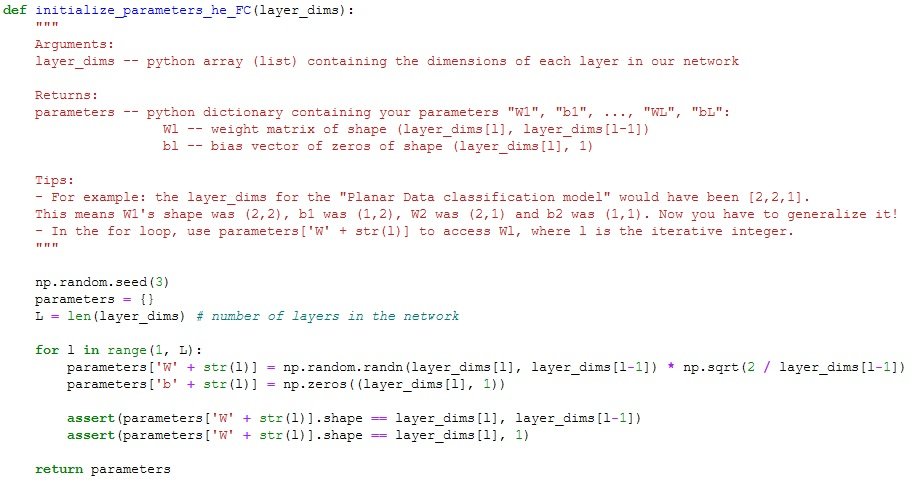 def initialize_parameters_he_FC(layer_dims):
    """
    Arguments:
    layer_dims -- python array (list) containing the dimensions of each layer in our network

    Returns:
    parameters -- python dictionary containing your parameters "W1", "b1", ..., "WL", "bL":
                    Wl -- weight matrix of shape (layer_dims[l], layer_dims[l-1])
                    bl -- bias vector of zeros of shape (layer_dims[l], 1)

    Tips:
    - For example: the layer_dims for the "Planar Data classification model" would have been [2,2,1].
    This means W1's shape was (2,2), b1 was (1,2), W2 was (2,1) and b2 was (1,1). Now you have to generalize it!
    - In the for loop, use parameters['W' + str(l)] to access Wl, where l is the iterative integer.
    """

    np.random.seed(3)
    parameters = {}
    L = len(layer_dims) # number of layers in the network

    for l in range(1, L):
        parameters['W' + str(l)] = np.random.randn(layer_dims[l], layer_dims[l-1]) * np.sqrt(2 / layer_dims[l-1])
        parameters['b' + str(l)] = np.zeros((layer_dims[l], 1))

        assert(parameters['W' + str(l)].shape == layer_dims[l], layer_dims[l-1])
        assert(parameters['W' + str(l)].shape == layer_dims[l], 1)

    return parameters